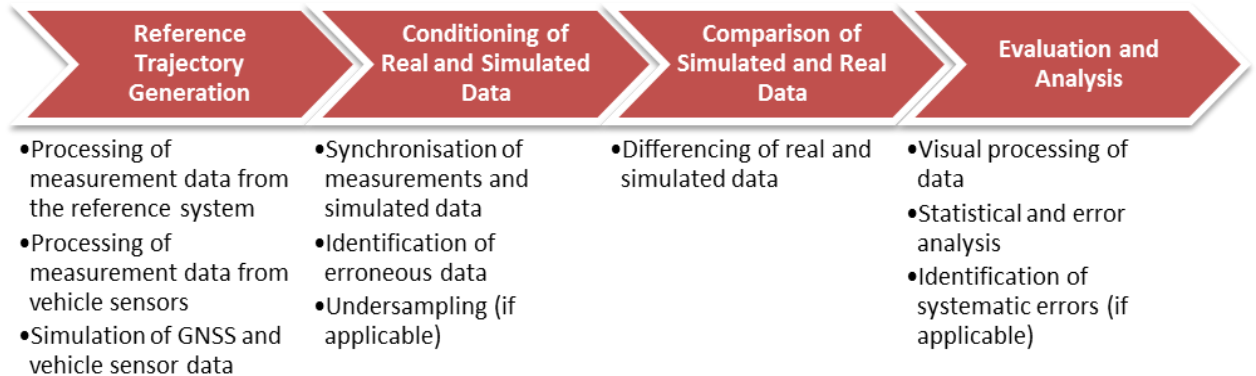 Reference
Trajectory
Generation
Conditioning of
Real and Simulated
Data
Comparison of
Simulated and Real
Data
Evaluation and
Analysis
•Processing of
measurement data from
the reference system
•Processing of
measurement data from
vehicle sensors
•Simulation of GNSS and
vehicle sensor data
•Synchronisation of
measurements and
simulated data
•Identification of
erroneous data
•Undersampling (if
applicable)
•Differencing of real and
simulated data
•Visual processing of
data
•Statistical and error
analysis
•Identification of
systematic errors (if
applicable)